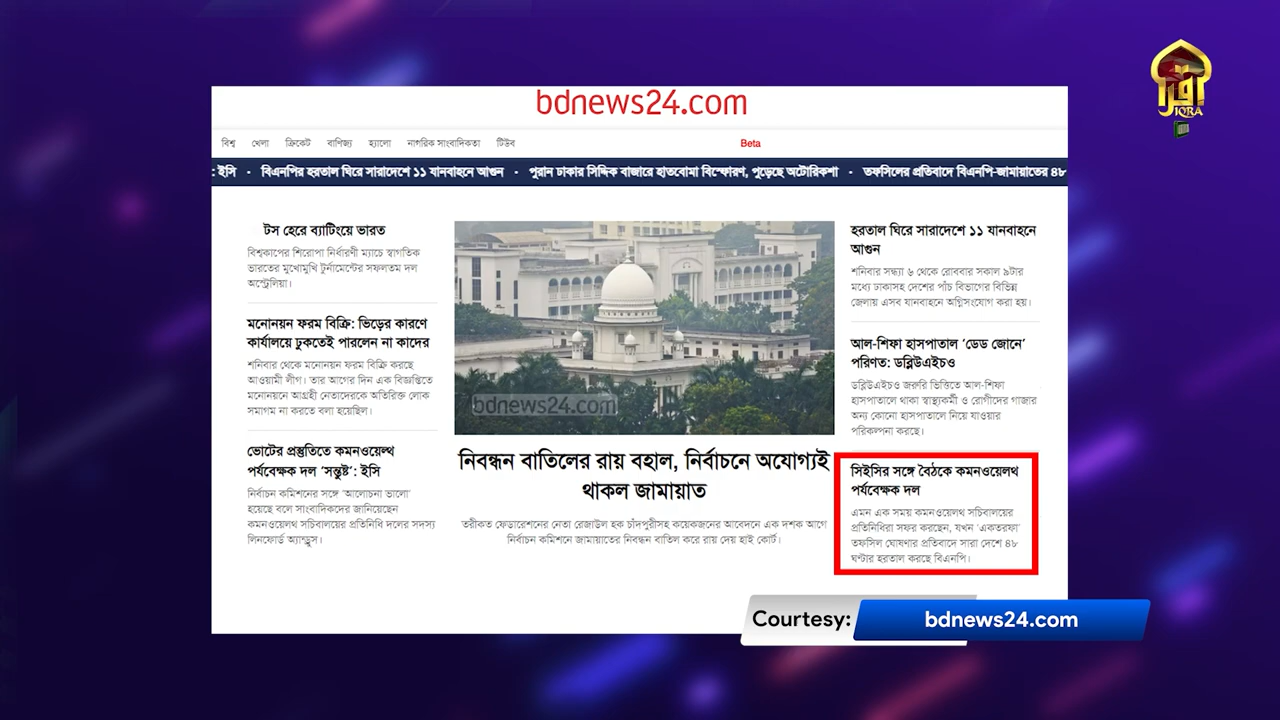 bdnews24.com
বিশ্ব খেলা ক্রিকেট বাণিজ্য হ্যালো নাগরিক সাংবাদিকতা টিউব Beta
: ইসি • বিএনপির হরতাল ঘিরে সারাদেশে ১১ যানবাহনে আগুন • পুরান ঢাকার সিদ্দিক বাজারে হাতবোমা বিস্ফোরণ, পুড়েছে অটোরিকশা • তফসিলের প্রতিবাদে বিএনপি-জামায়াতের ৪৮
টস হেরে ব্যাটিংয়ে ভারত
বিশ্বকাপের শিরোপা নির্ধারণী ম্যাচে স্বাগতিক
ভারতের মুখোমুখি টুর্নামেন্টের সফলতম দল
অস্ট্রেলিয়া।
মনোনয়ন ফরম বিক্রি: ভিড়ের কারণে
কার্যালয়ে ঢুকতেই পারলেন না কাদের
শনিবার থেকে মনোনয়ন ফরম বিক্রি করছে
আওয়ামী লীগ। তার আগের দিন এক বিজ্ঞপ্তিতে
মনোনয়নে আগ্রহী নেতাদেরকে অতিরিক্ত লোক
সমাগম না করতে বলা হয়েছিল।
ভোটের প্রস্তুতিতে কমনওয়েলথ
পর্যবেক্ষক দল ‘সন্তুষ্ট’: ইসি
নির্বাচন কমিশনের সঙ্গে ‘আলোচনা ভালো’
হয়েছে বলে সাংবাদিকদের জানিয়েছেন
কমনওয়েলথ সচিবালয়ের প্রতিনিধি দলের সদস্য
লিনফোর্ড অ্যান্ড্রুস।
bdnews24.com
নিবন্ধন বাতিলের রায় বহাল, নির্বাচনে অযোগ্যই
থাকল জামায়াত
তরীকত ফেডারেশনের নেতা রেজাউল হক চাঁদপুরীসহ কয়েকজনের আবেদনে এক দশক আগে
নির্বাচন কমিশনে জামায়াতের নিবন্ধন বাতিল করে রায় দেয় হাই কোর্ট।
হরতাল ঘিরে সারাদেশে ১১ যানবাহনে
আগুন
শনিবার সন্ধ্যা ৬ থেকে রোববার সকাল ৯টার
মধ্যে ঢাকাসহ দেশের পাঁচ বিভাগের বিভিন্ন
জেলায় এসব যানবাহনে অগ্নিসংযোগ করা হয়।
আল-শিফা হাসপাতাল ‘ডেড জোনে’
পরিণত: ডব্লিউএইচও
ডব্লিউএইচও জরুরি ভিত্তিতে আল-শিফা
হাসপাতালে থাকা স্বাস্থ্যকর্মী ও রোগীদের গাজার
অন্য কোনো হাসপাতালে নিয়ে যাওয়ার
পরিকল্পনা করছে।
সিইসির সঙ্গে বৈঠকে কমনওয়েলথ
পর্যবেক্ষক দল
এমন এক সময় কমনওয়েলথ সচিবালয়ের
প্রতিনিধিরা সফর করছেন, যখন ‘একতরফা’
তফসিল ঘোষণার প্রতিবাদে সারা দেশে ৪৮
ঘণ্টার হরতাল করছে বিএনপি।
Courtesy: bdnews24.com
اقرأ
IQRA